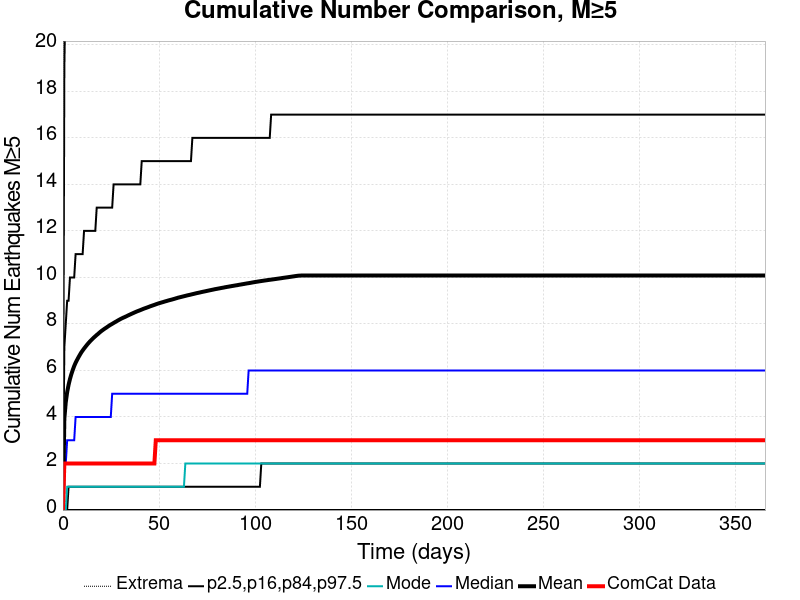 Cumulative Number Comparison, M≥5
Cumulative Num Earthquakes M≥5
20
18
16
14
12
10
8
6
4
2
0
0 50 100 150 200 250 300 350
Time (days)
Extrema p2.5,p16,p84,p97.5 Mode Median Mean ComCat Data